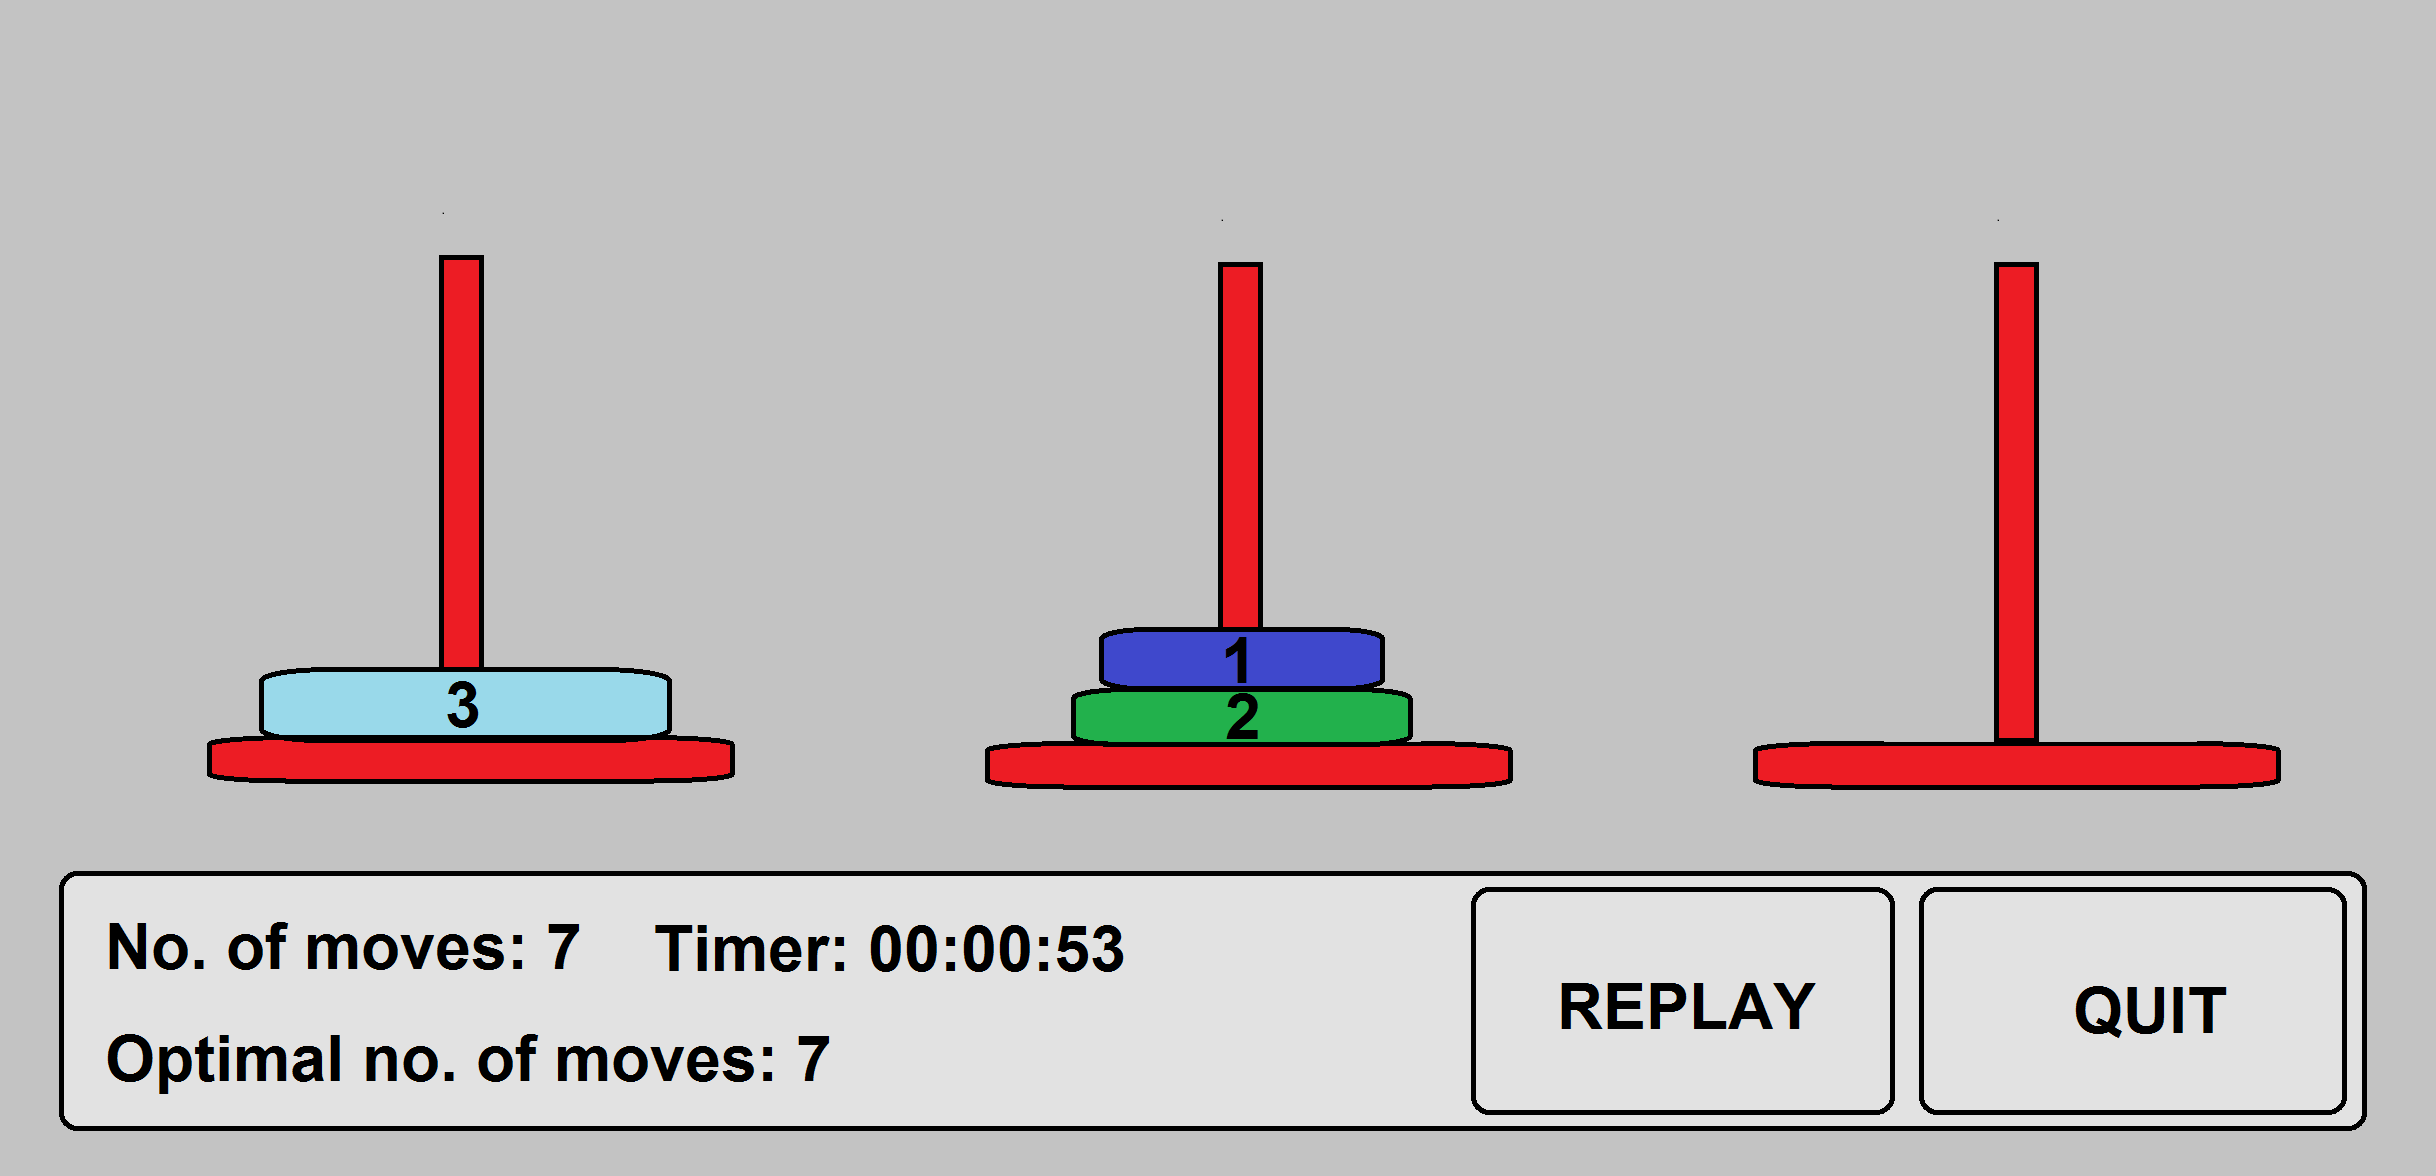 3
1
2
No. of moves: 7 Timer: 00:00:53
Optimal no. of moves: 7
REPLAY
QUIT